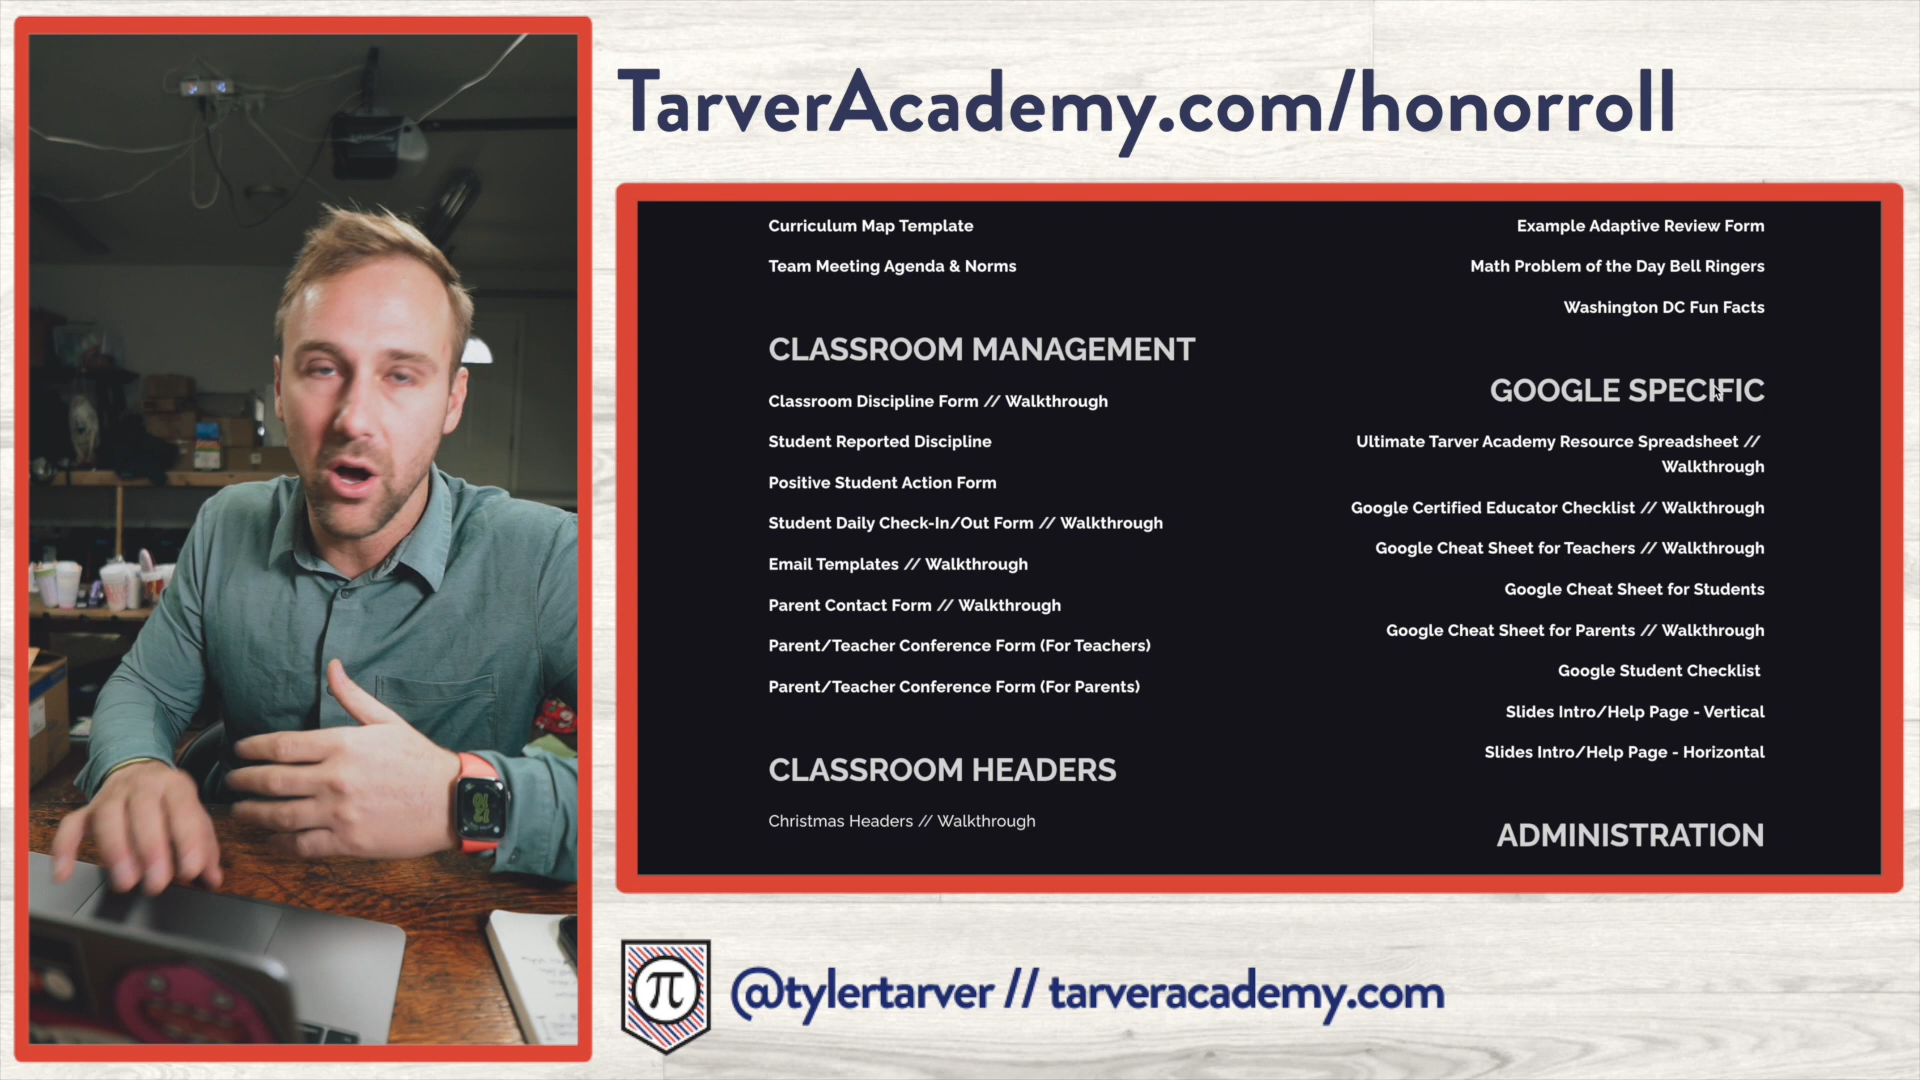 TarverAcademy.com/honorroll
Curriculum Map Template
Team Meeting Agenda & Norms
CLASSROOM MANAGEMENT
Classroom Discipline Form // Walkthrough
Student Reported Discipline
Positive Student Action Form
Student Daily Check-In/Out Form // Walkthrough
Email Templates // Walkthrough
Parent Contact Form // Walkthrough
Parent/Teacher Conference Form (For Teachers)
Parent/Teacher Conference Form (For Parents)
CLASSROOM HEADERS
Christmas Headers // Walkthrough
Example Adaptive Review Form
Math Problem of the Day Bell Ringers
Washington DC Fun Facts
GOOGLE SPECIFIC
Ultimate Tarver Academy Resource Spreadsheet //
Walkthrough
Google Certified Educator Checklist // Walkthrough
Google Cheat Sheet for Teachers // Walkthrough
Google Cheat Sheet for Students
Google Cheat Sheet for Parents // Walkthrough
Google Student Checklist
Slides Intro/Help Page - Vertical
Slides Intro/Help Page - Horizontal
ADMINISTRATION
π
@tylertarver // tarveracademy.com